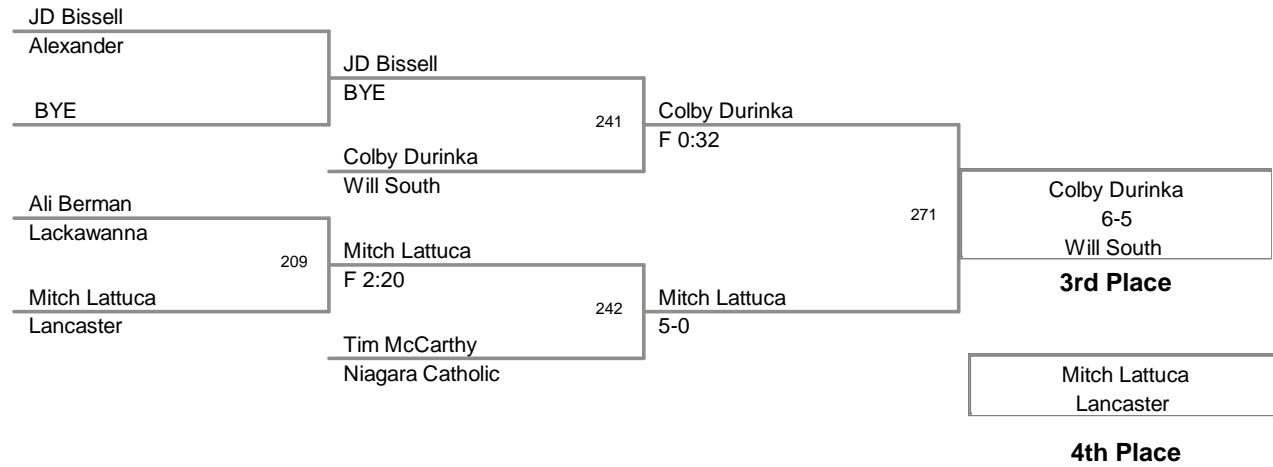 JD Bissell
Alexander
BYE
JD Bissell
BYE
241
Colby Durinka
Will South
Colby Durinka
F 0:32
Ali Berman
Lackawanna
209
Mitch Lattuca
Lancaster
Mitch Lattuca
F 2:20
242
Tim McCarthy
Niagara Catholic
Mitch Lattuca
5-0
271
Colby Durinka
6-5
Will South
3rd Place
Mitch Lattuca
Lancaster
4th Place